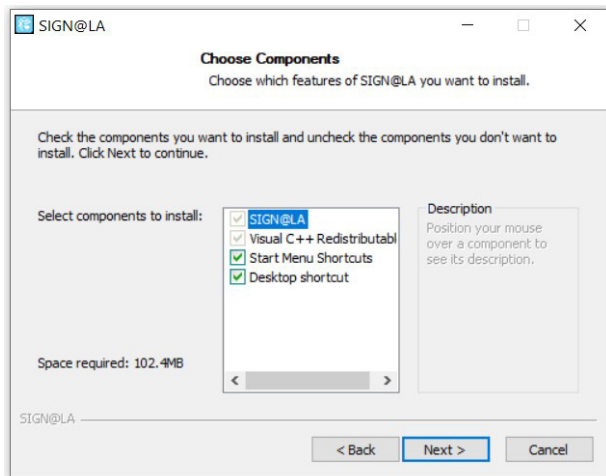 SIGN@LA
Choose Components
Choose which features of SIGN@LA you want to install.
Check the components you want to install and uncheck the components you don't want to
install. Click Next to continue.
Select components to install:
SIGN@LA
Visual C++ Redistributabl
Start Menu Shortcuts
Desktop shortcut
Description
Position your mouse
over a component to
see its description.
Space required: 102.4MB
SIGN@LA
< Back
Next >
Cancel